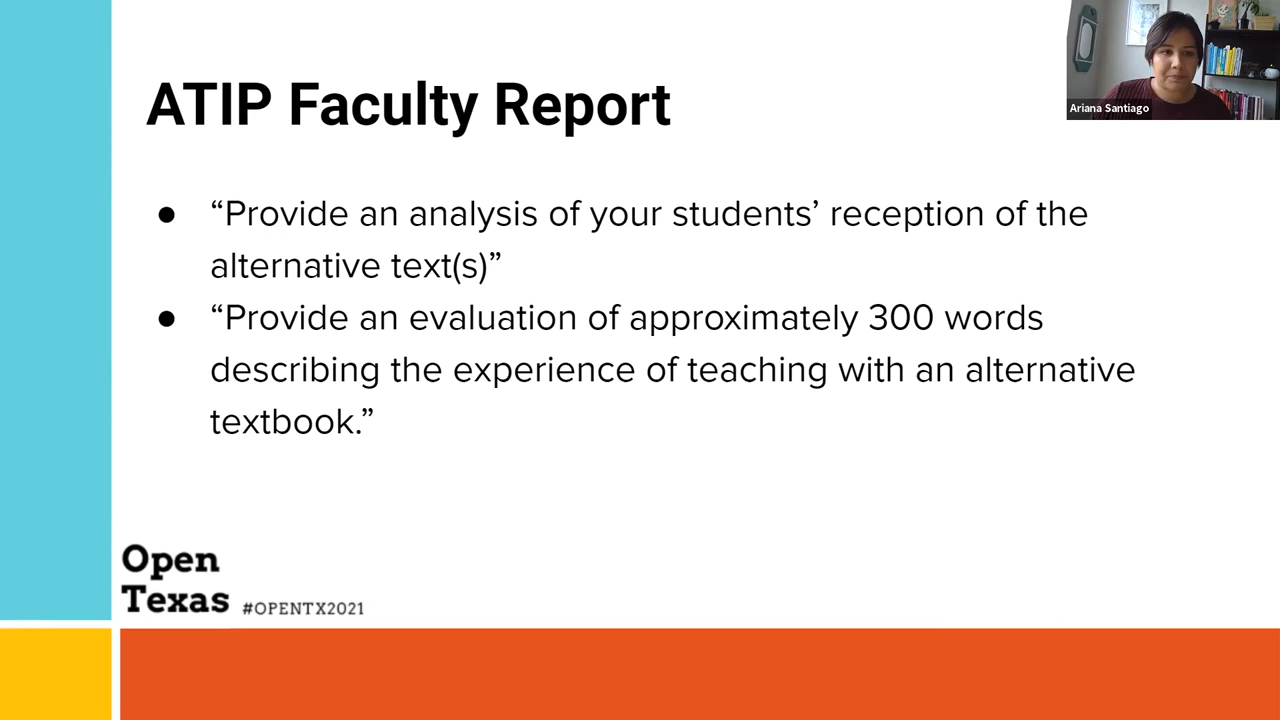 ATIP Faculty Report
Ariana Santiago
● “Provide an analysis of your students’ reception of the
alternative text(s)”
● “Provide an evaluation of approximately 300 words
describing the experience of teaching with an alternative
textbook.”
Open
Texas #OPENTX2021